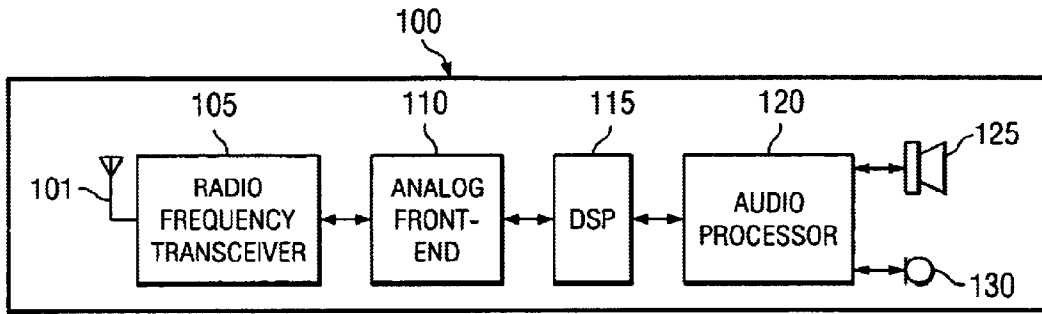 100
105
110
115
120
125
101
RADIO
FREQUENCY
TRANSCEIVER
ANALOG
FRONT-
END
DSP
AUDIO
PROCESSOR
130